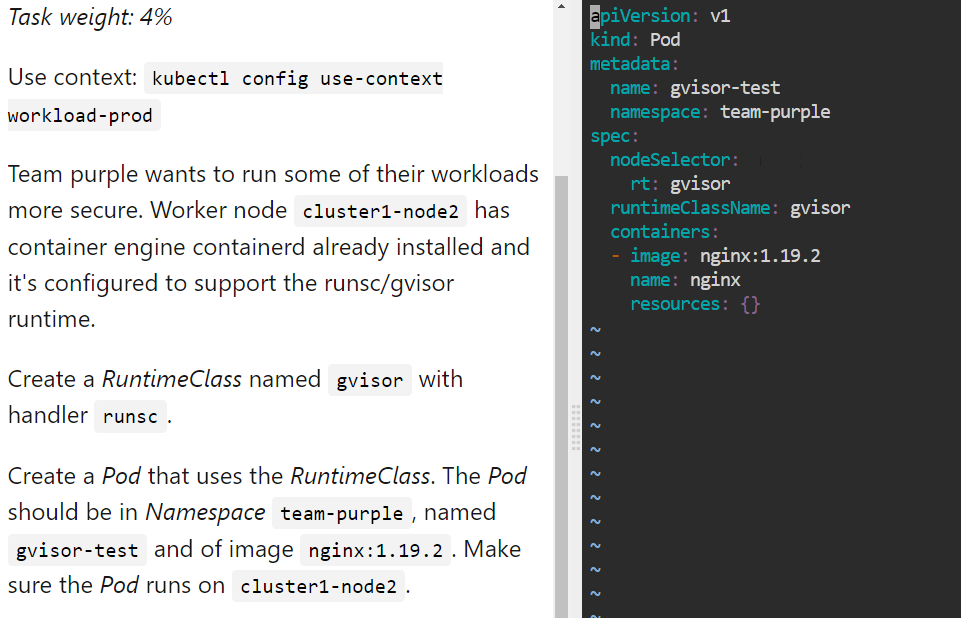 Task weight: 4%
Use context: kubectl config use-context
workload-prod
Team purple wants to run some of their workloads
more secure. Worker node cluster1-node2 has
container engine containerd already installed and
it's configured to support the runsc/gvisor
runtime.
Create a RuntimeClass named gvisor with
handler runsc.
Create a Pod that uses the RuntimeClass. The Pod
should be in Namespace team-purple, named
gvisor-test and of image nginx:1.19.2. Make
sure the Pod runs on cluster1-node2.
apiVersion: v1
kind: Pod
metadata:
  name: gvisor-test
  namespace: team-purple
spec:
  nodeSelector:
    rt: gvisor
  runtimeClassName: gvisor
  containers:
  - image: nginx:1.19.2
    name: nginx
    resources: {}
~
~
~
~
~
~
~
~
~
~
~
~
~